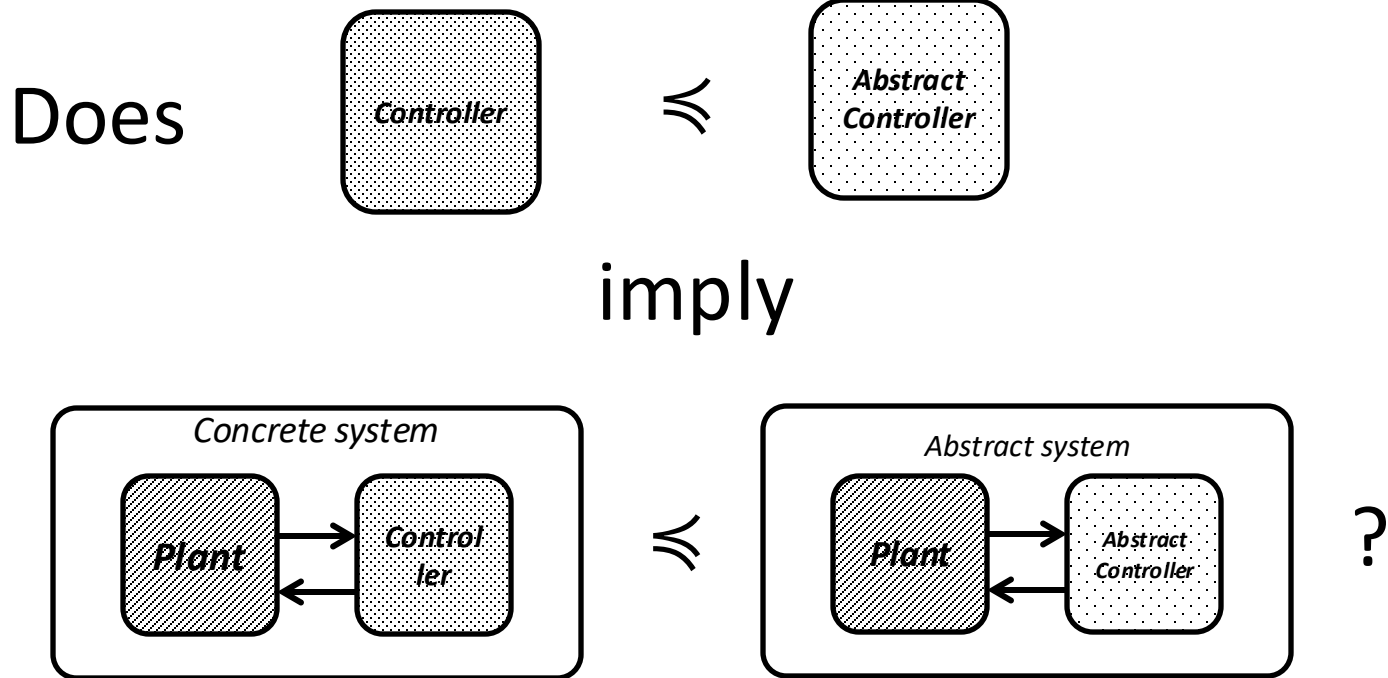 Does
Controller
≼
Abstract
Controller
imply
Concrete system
Plant
Control
ler
≼
Abstract system
Plant
Abstract
Controller
?